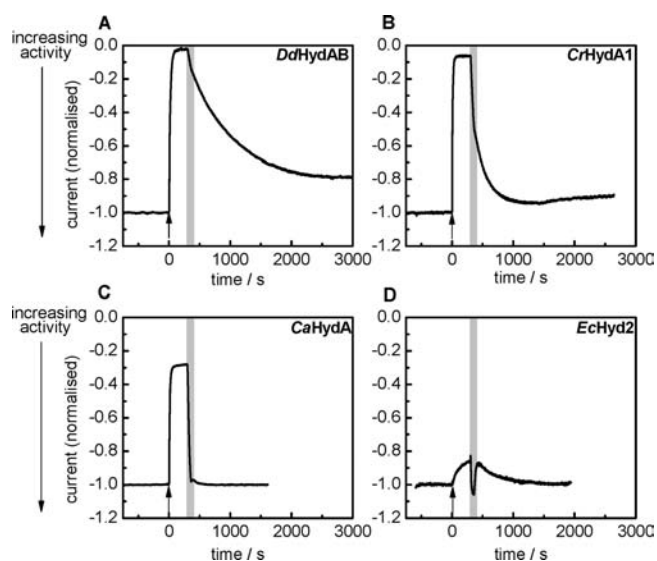 A
B
increasing
activity
DdHydAB
CrHydA1
current (normalised)
0.0
-0.2
-0.4
-0.6
-0.8
-1.0
-1.2
0 1000 2000 3000
time / s
0.0
-0.2
-0.4
-0.6
-0.8
-1.0
-1.2
0 1000 2000 3000
time / s
C
D
increasing
activity
CaHydA
EcHyd2
current (normalised)
0.0
-0.2
-0.4
-0.6
-0.8
-1.0
-1.2
0 1000 2000 3000
time / s
0.0
-0.2
-0.4
-0.6
-0.8
-1.0
-1.2
0 1000 2000 3000
time / s